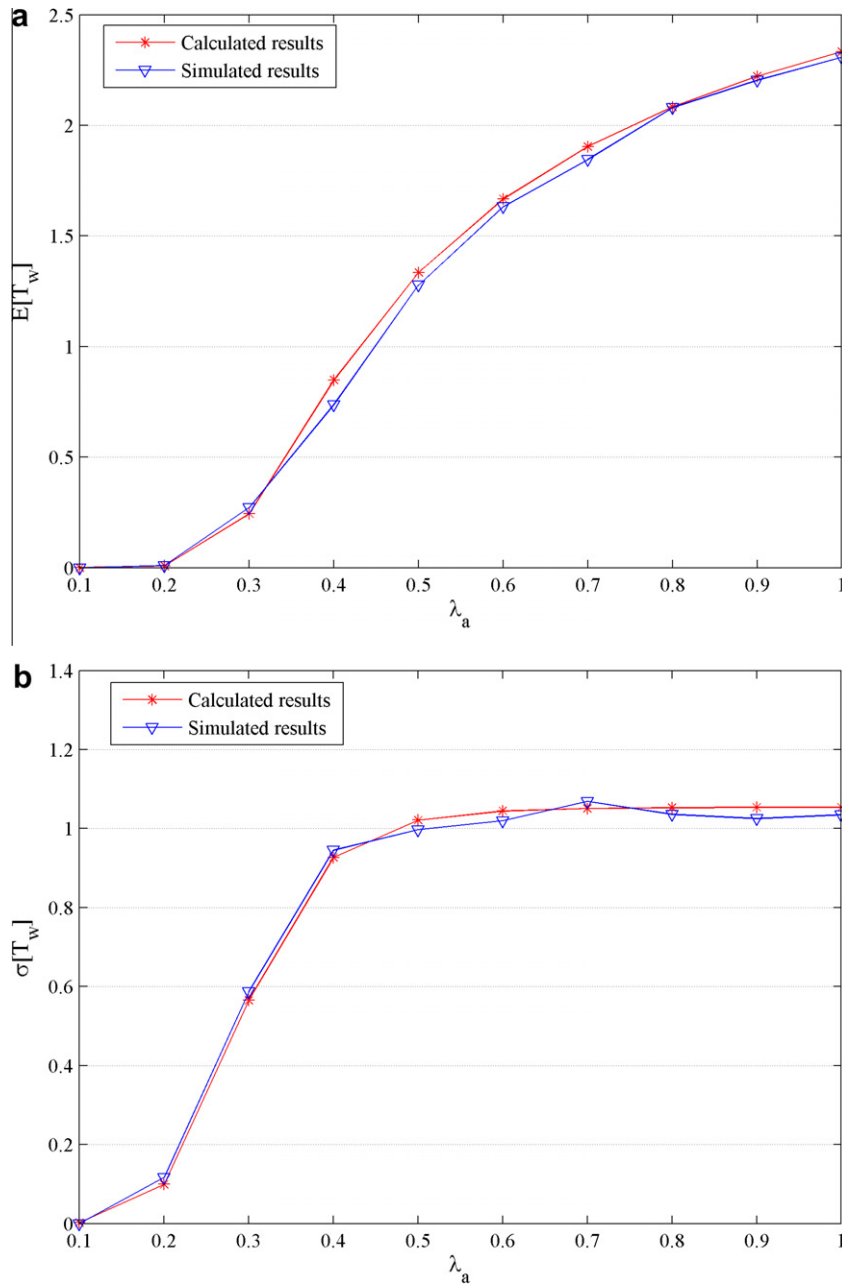 a
2.5
Calculated results
Simulated results
2
1.5
E[T_w]
1
0.5
0
0.1 0.2 0.3 0.4 0.5 0.6 0.7 0.8 0.9 1
λ_a
b
1.4
Calculated results
Simulated results
1.2
1
0.8
σ[T_w]
0.6
0.4
0.2
0
0.1 0.2 0.3 0.4 0.5 0.6 0.7 0.8 0.9 1
λ_a